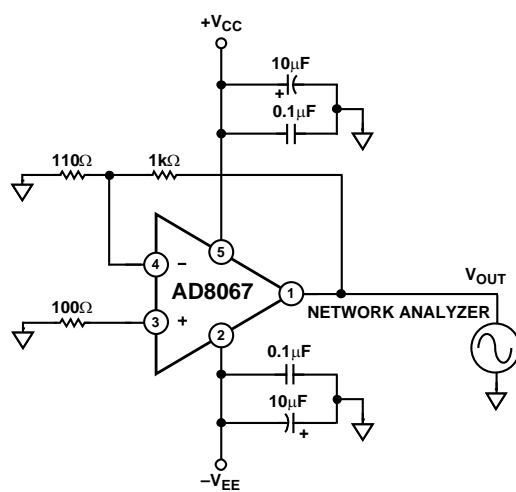 +VCC
10μF
+
0.1μF
110Ω
1kΩ
5
4
–
AD8067
1
VOUT
NETWORK ANALYZER
100Ω
3
+
2
0.1μF
10μF
+
–VEE